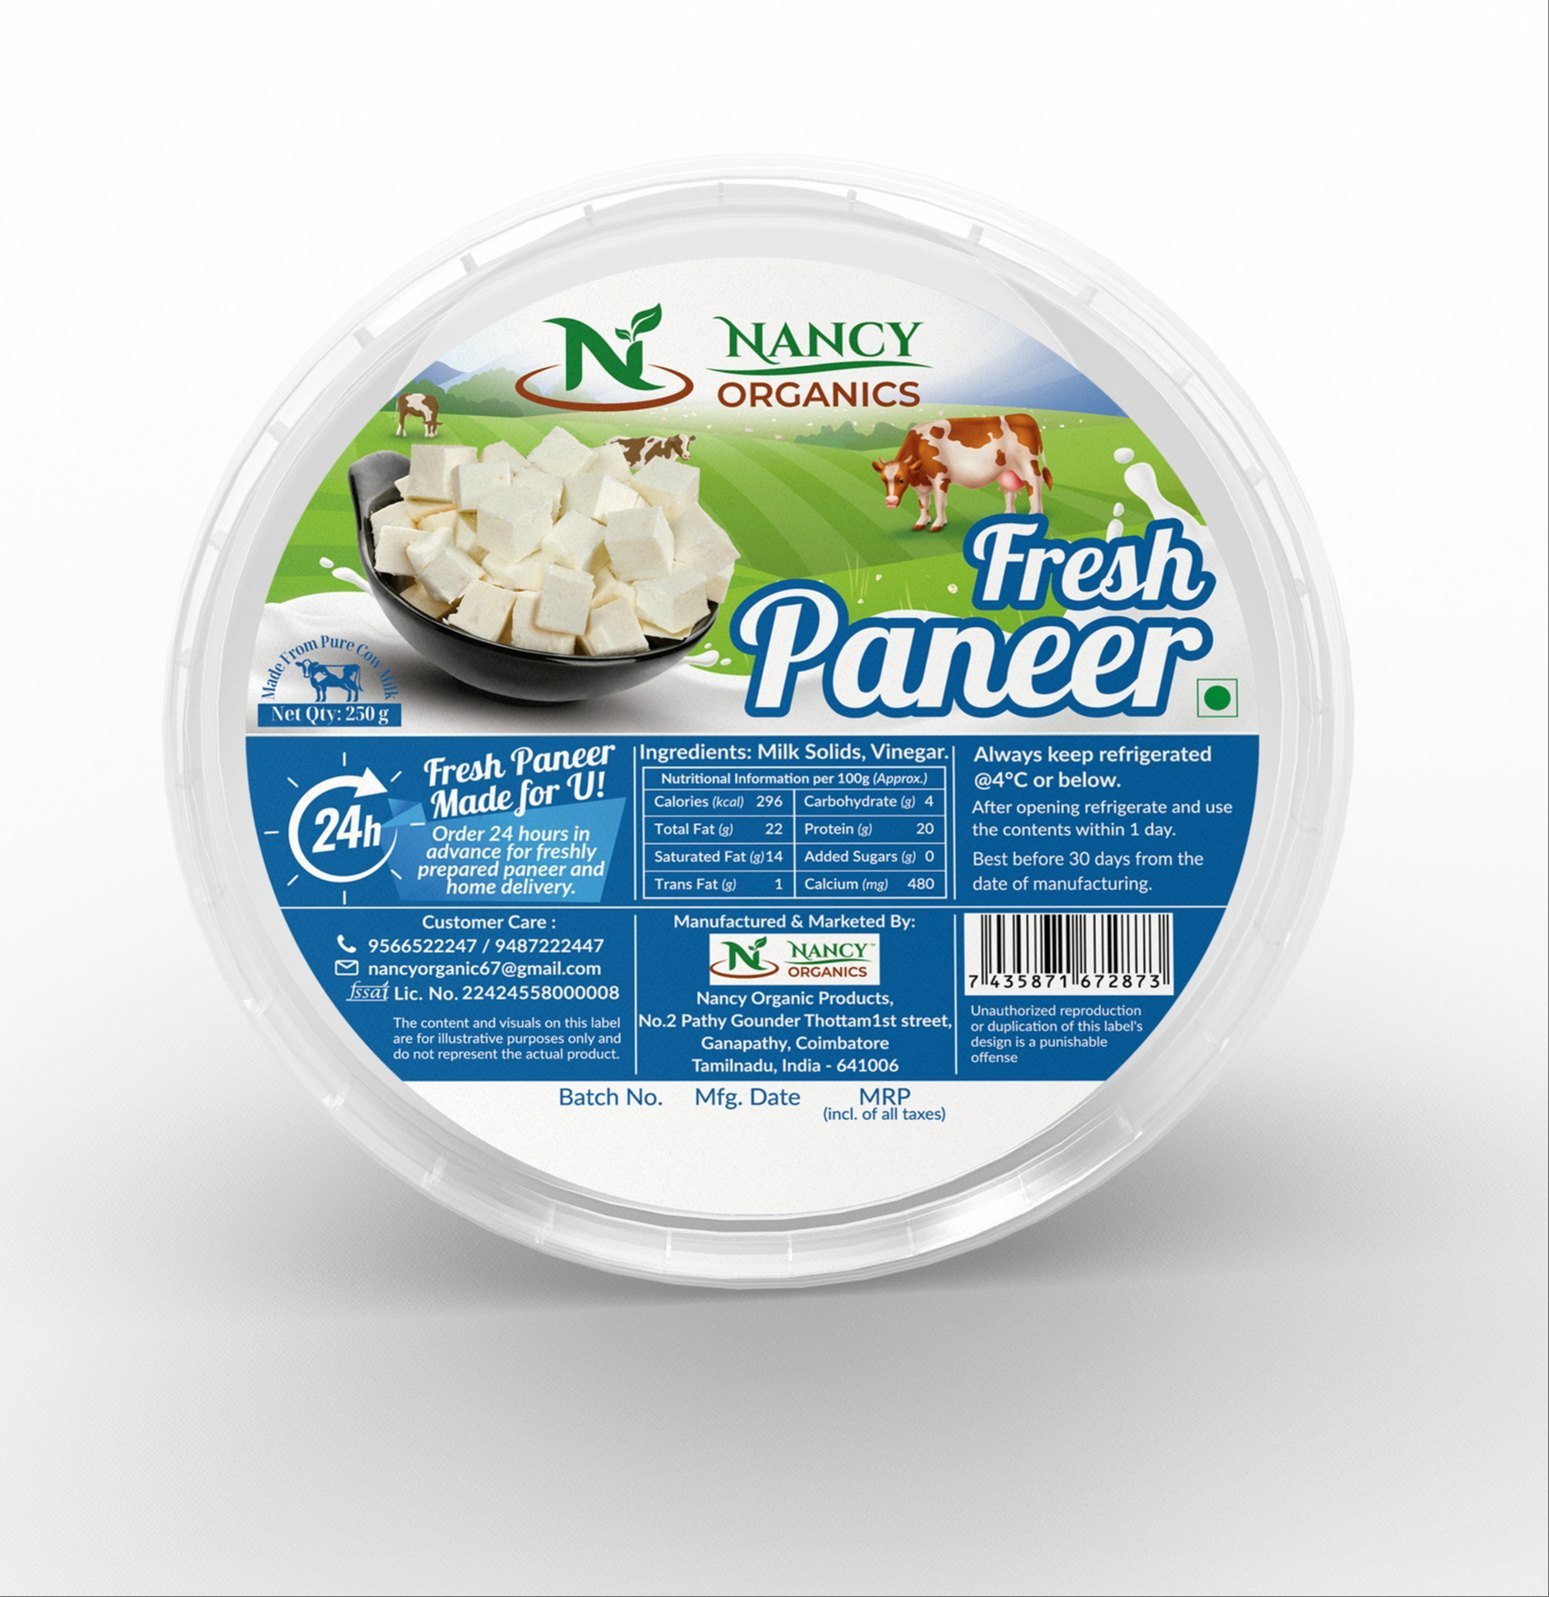 NANCY
ORGANICS
Fresh
Paneer
Made From Pure Cow Milk
Net Qty: 250 g
24h
Fresh Paneer
Made for U!
Order 24 hours in
advance for freshly
prepared paneer and
home delivery.
Ingredients: Milk Solids, Vinegar.
Nutritional Information per 100g (Approx.)
Calories (kcal) 296 Carbohydrate (g) 4
Total Fat (g) 22 Protein (g) 20
Saturated Fat (g) 14 Added Sugars (g) 0
Trans Fat (g) 1 Calcium (mg) 480
Always keep refrigerated
@4°C or below.
After opening refrigerate and use
the contents within 1 day.
Best before 30 days from the
date of manufacturing.
Customer Care :
9566522247 / 9487222447
nancyorganic67@gmail.com
fssai Lic. No. 22424558000008
The content and visuals on this label
are for illustrative purposes only and
do not represent the actual product.
Manufactured & Marketed By:
NANCY™
ORGANICS
Nancy Organic Products,
No.2 Pathy Gounder Thottam1st street,
Ganapathy, Coimbatore
Tamilnadu, India - 641006
7 435871 672873
Unauthorized reproduction
or duplication of this label's
design is a punishable
offense
Batch No. Mfg. Date MRP
(incl. of all taxes)